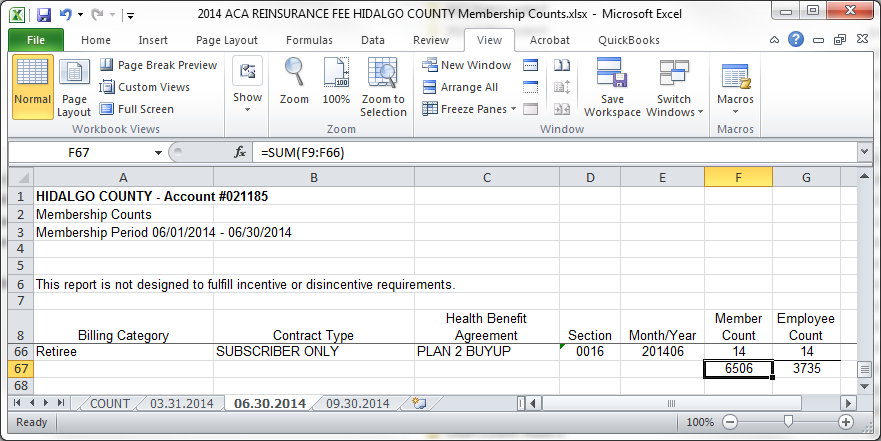 2014 ACA REINSURANCE FEE HIDALGO COUNTY Membership Counts.xlsx - Microsoft Excel
File Home Insert Page Layout Formulas Data Review View Acrobat QuickBooks
Normal
Page Layout
Page Break Preview
Custom Views
Full Screen
Workbook Views
Show
Zoom
100%
Zoom to Selection
Zoom
New Window
Arrange All
Freeze Panes
Save Workspace
Switch Windows
Window
Macros
Macros
F67 fx =SUM(F9:F66)
A B C D E F G
1 HIDALGO COUNTY - Account #021185
2 Membership Counts
3 Membership Period 06/01/2014 - 06/30/2014
4
5
6 This report is not designed to fulfill incentive or disincentive requirements.
7
8 Billing Category Contract Type Health Benefit Agreement Section Month/Year Member Count Employee Count
66 Retiree SUBSCRIBER ONLY PLAN 2 BUYUP 0016 201406 14 14
67 6506 3735
68
COUNT 03.31.2014 06.30.2014 09.30.2014
Ready 100%